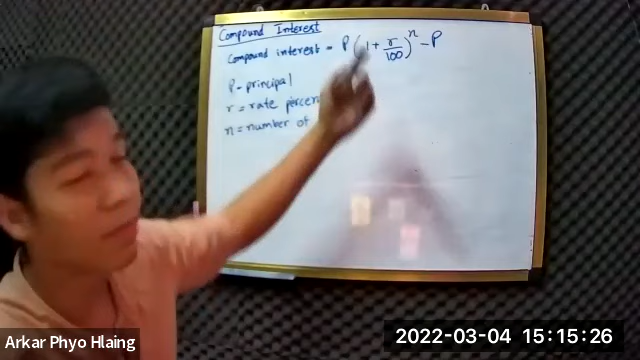 Compound Interest
Compound interest = P(1 + r/100)^n - P
P - principal
r = rate percen
n = number of
Arkar Phyo Hlaing
2022-03-04 15:15:26